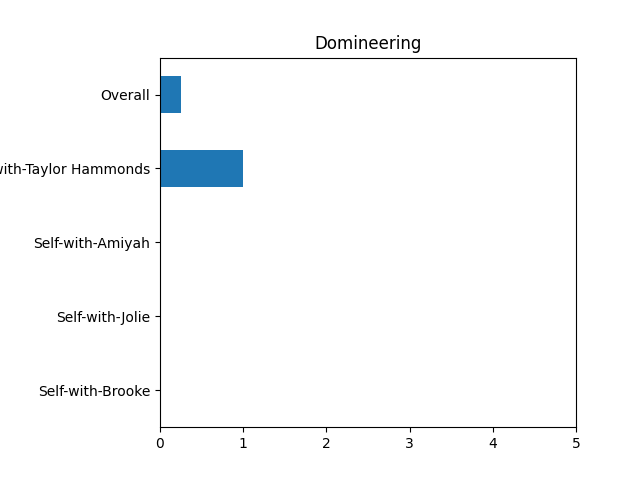 Domineering
Overall
with-Taylor Hammonds
Self-with-Amiyah
Self-with-Jolie
Self-with-Brooke
0 1 2 3 4 5